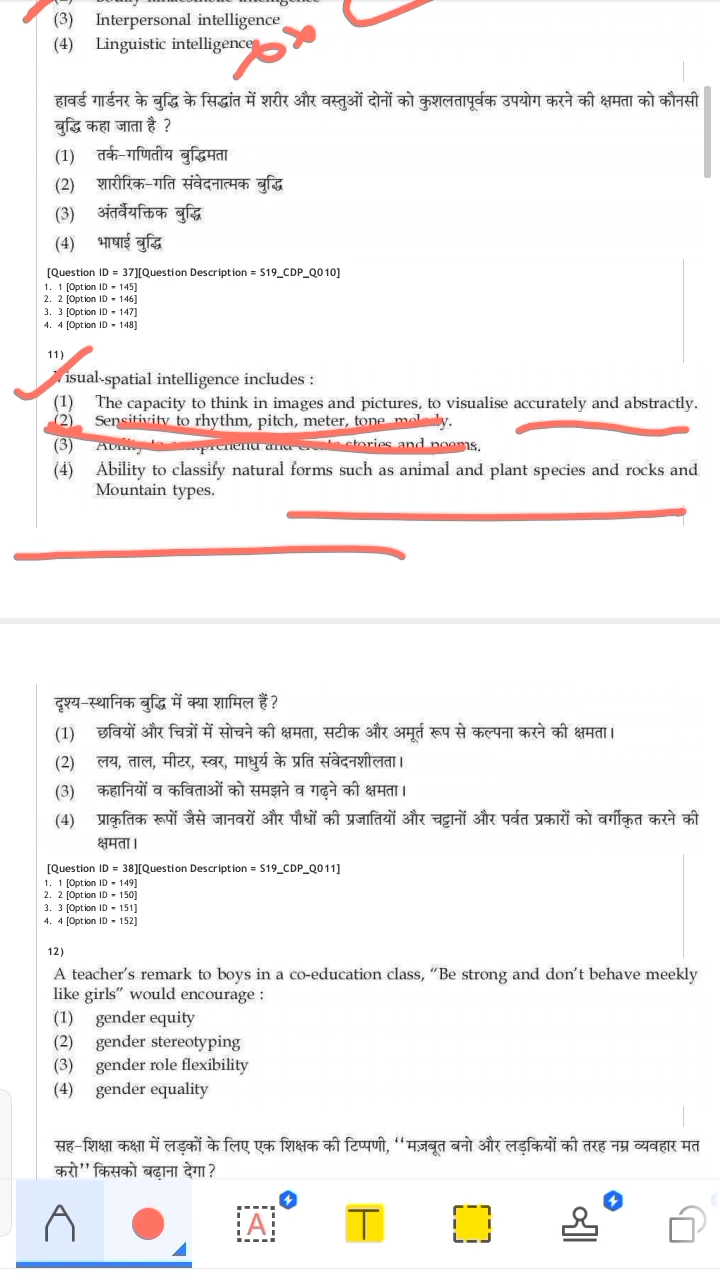 (3) Interpersonal intelligence
(4) Linguistic intelligence
हावर्ड गार्डनर के बुद्धि के सिद्धांत में शरीर और वस्तुओं दोनों को कुशलतापूर्वक उपयोग करने की क्षमता को कौनसी
बुद्धि कहा जाता है ?
(1) तर्क-गणितीय बुद्धिमता
(2) शारीरिक-गति संवेदनात्मक बुद्धि
(3) अंतर्वैयक्तिक बुद्धि
(4) भाषाई बुद्धि
[Question ID = 37][Question Description = S19_CDP_Q010]
1. 1 [Option ID = 145]
2. 2 [Option ID = 146]
3. 3 [Option ID = 147]
4. 4 [Option ID = 148]
11)
Visual-spatial intelligence includes :
(1) The capacity to think in images and pictures, to visualise accurately and abstractly.
(2) Sensitivity to rhythm, pitch, meter, tone, melody.
(3) Ability to comprehend and create stories and poems.
(4) Ability to classify natural forms such as animal and plant species and rocks and
Mountain types.
दृश्य-स्थानिक बुद्धि में क्या शामिल हैं?
(1) छवियों और चित्रों में सोचने की क्षमता, सटीक और अमूर्त रूप से कल्पना करने की क्षमता।
(2) लय, ताल, मीटर, स्वर, माधुर्य के प्रति संवेदनशीलता।
(3) कहानियों व कविताओं को समझने व गढ़ने की क्षमता।
(4) प्राकृतिक रूपों जैसे जानवरों और पौधों की प्रजातियों और चट्टानों और पर्वत प्रकारों को वर्गीकृत करने की
क्षमता।
[Question ID = 38][Question Description = S19_CDP_Q011]
1. 1 [Option ID = 149]
2. 2 [Option ID = 150]
3. 3 [Option ID = 151]
4. 4 [Option ID = 152]
12)
A teacher's remark to boys in a co-education class, "Be strong and don't behave meekly
like girls" would encourage :
(1) gender equity
(2) gender stereotyping
(3) gender role flexibility
(4) gender equality
सह-शिक्षा कक्षा में लड़कों के लिए एक शिक्षक की टिप्पणी, ‘‘मज़बूत बनो और लड़कियों की तरह नम्र व्यवहार मत
करो’’ किसको बढ़ाना देगा?
A
T